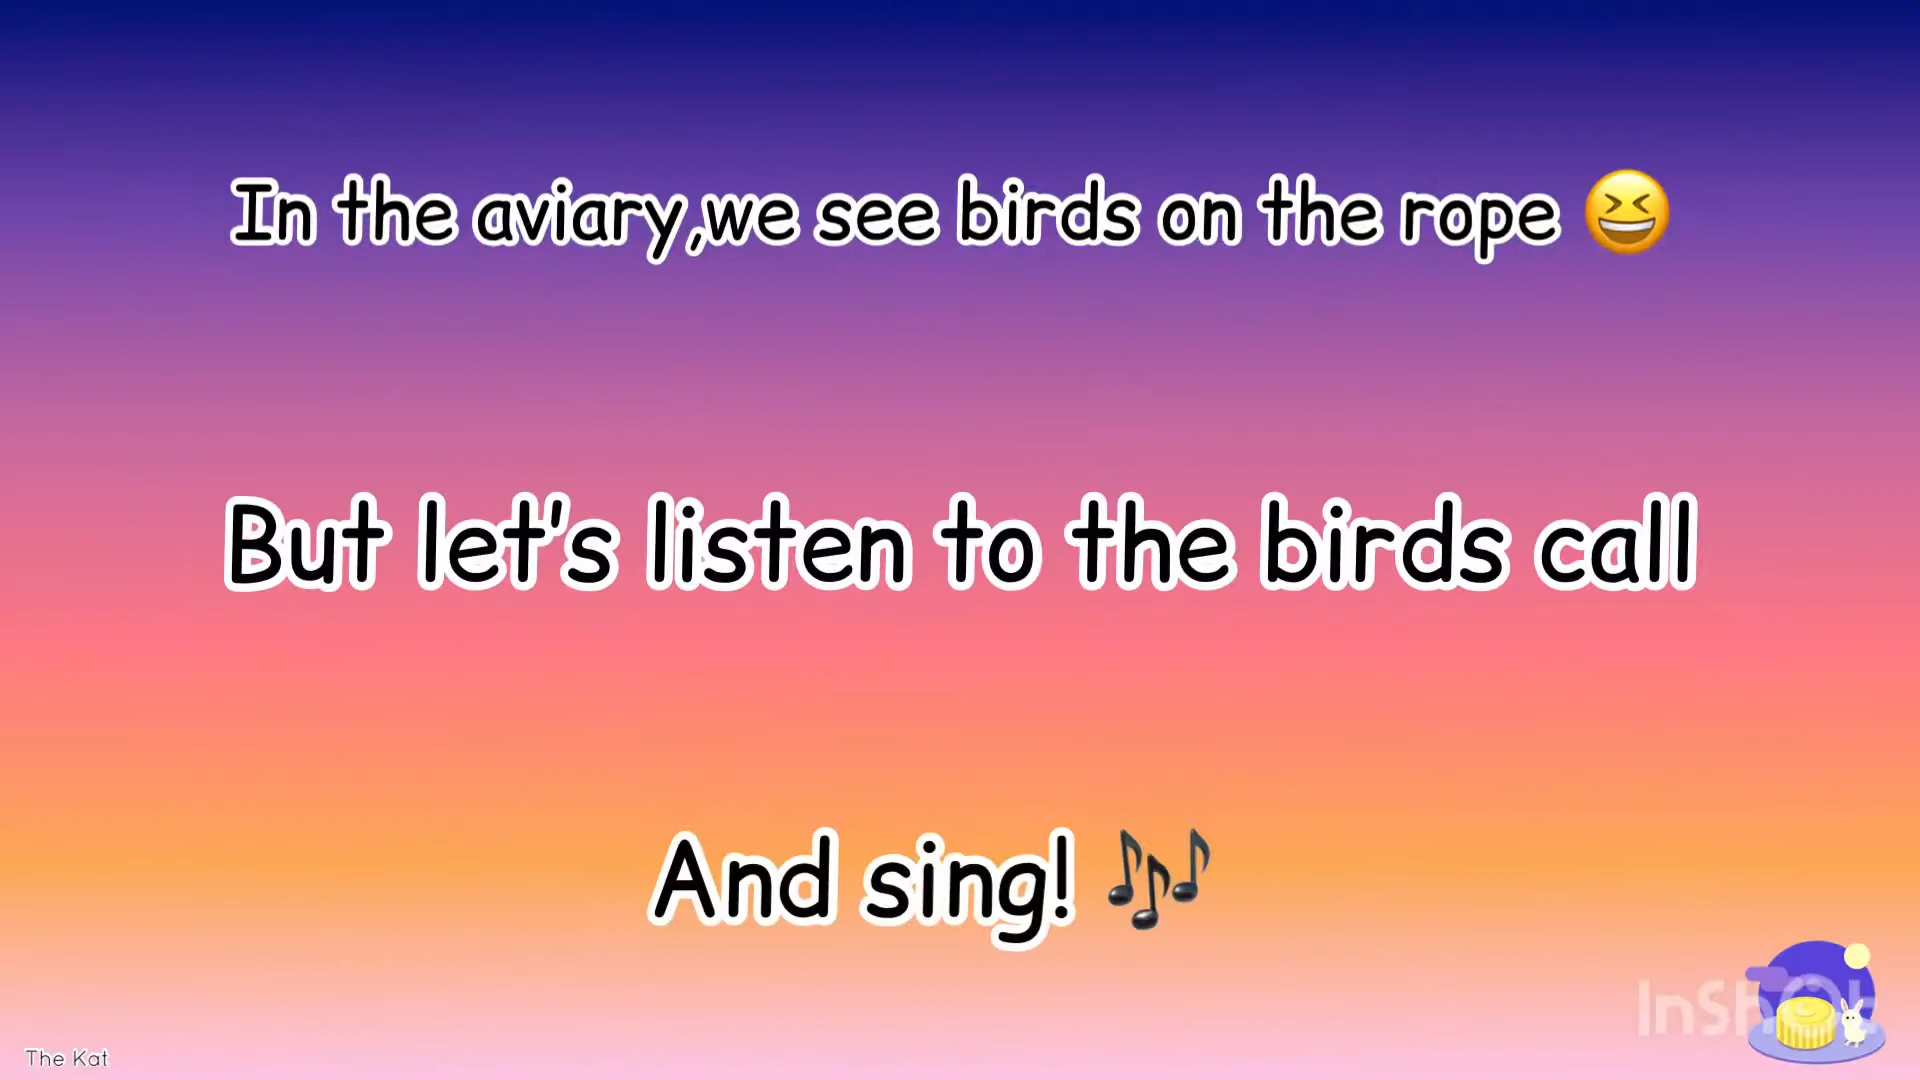 In the aviary,we see birds on the rope 😆
But let's listen to the birds call
And sing! 🎶
InShot
The Kat